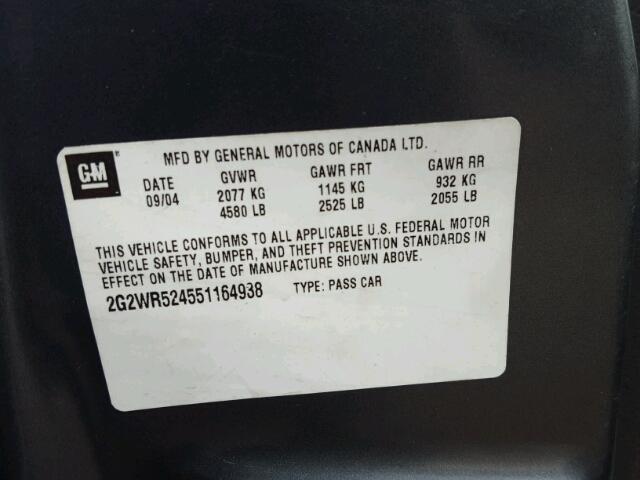 GM ®
MFD BY GENERAL MOTORS OF CANADA LTD.
DATE GVWR GAWR FRT GAWR RR
09/04 2077 KG 1145 KG 932 KG
4580 LB 2525 LB 2055 LB
THIS VEHICLE CONFORMS TO ALL APPLICABLE U.S. FEDERAL MOTOR
VEHICLE SAFETY, BUMPER, AND THEFT PREVENTION STANDARDS IN
EFFECT ON THE DATE OF MANUFACTURE SHOWN ABOVE.
2G2WR524551164938 TYPE: PASS CAR